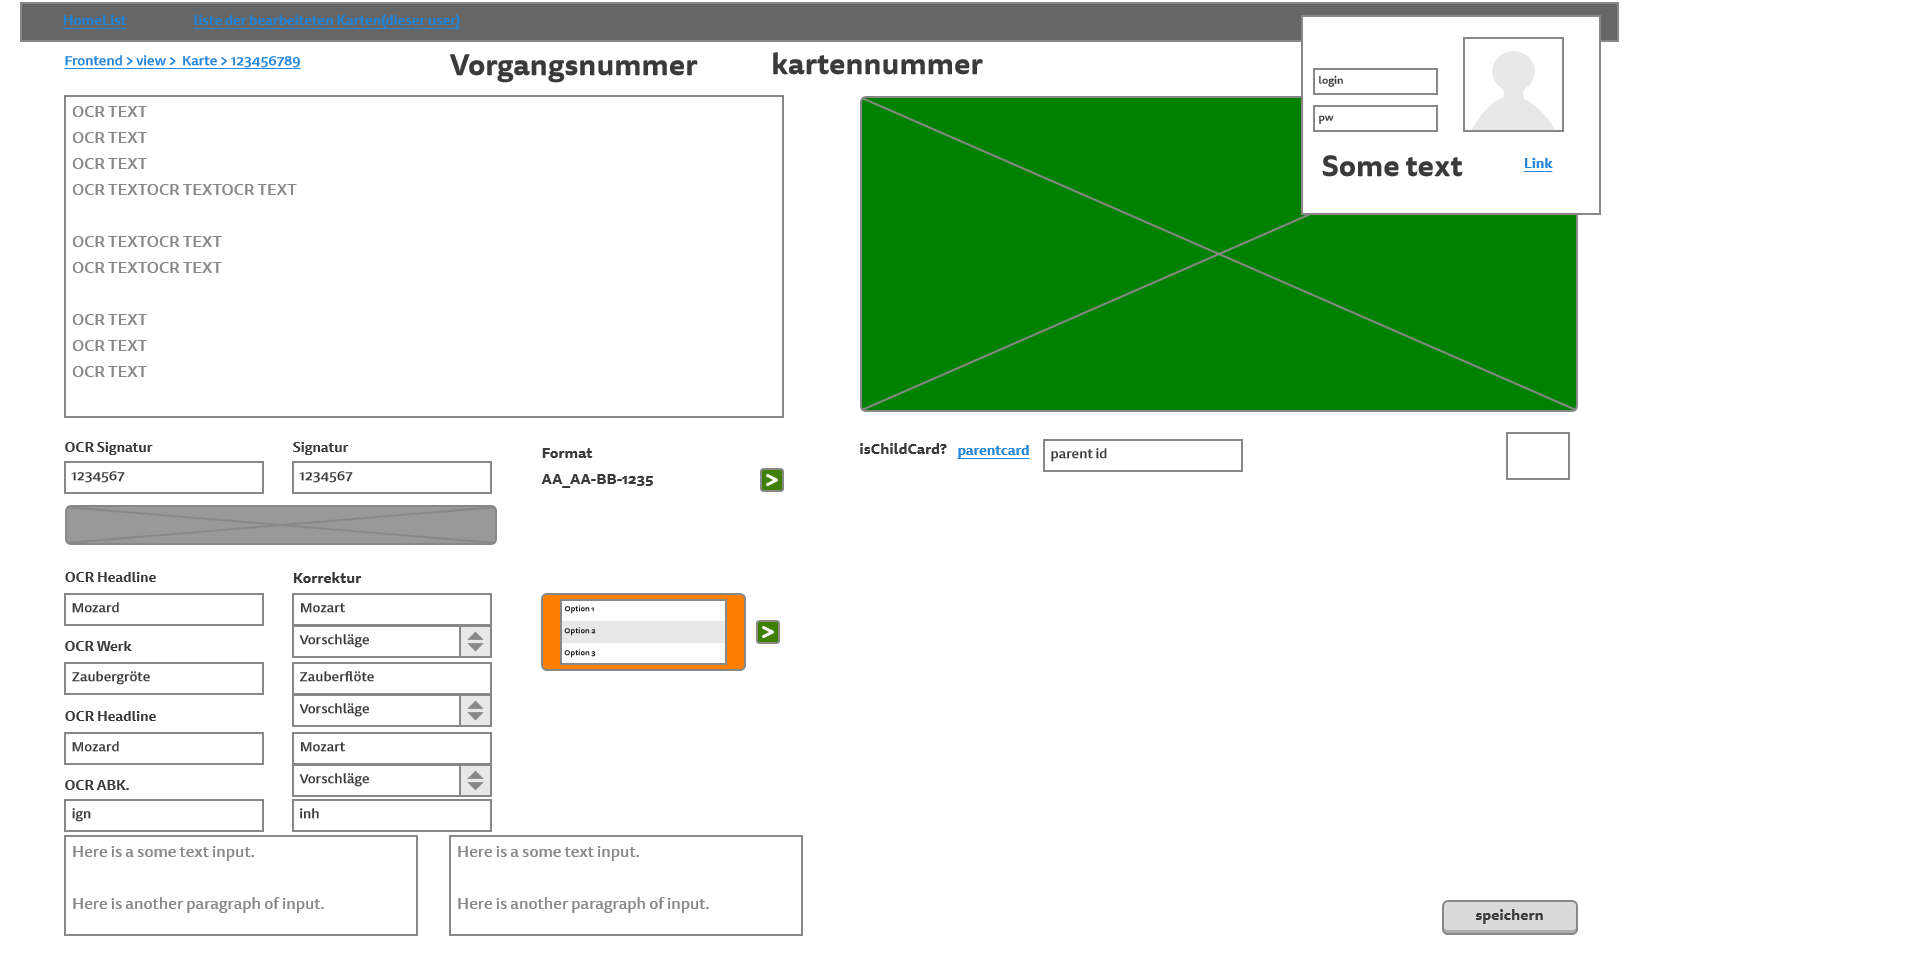 HomeList
liste der bearbeiteten Karten(dieser user)
Frontend > view > Karte > 123456789
Vorgangsnummer
kartennummer
login
pw
Some text
Link
OCR TEXT
OCR TEXT
OCR TEXT
OCR TEXTOCR TEXTOCR TEXT
OCR TEXTOCR TEXT
OCR TEXTOCR TEXT
OCR TEXT
OCR TEXT
OCR TEXT
OCR Signatur
Signatur
1234567
1234567
Format
AA_AA-BB-1235
>
isChildCard?
parentcard
parent id
OCR Headline
Korrektur
Mozard
Mozart
Vorschläge
Option 1
Option 2
Option 3
>
OCR Werk
Zaubergröte
Zauberflöte
Vorschläge
OCR Headline
Mozard
Mozart
Vorschläge
OCR ABK.
ign
inh
Here is a some text input.
Here is another paragraph of input.
Here is a some text input.
Here is another paragraph of input.
speichern